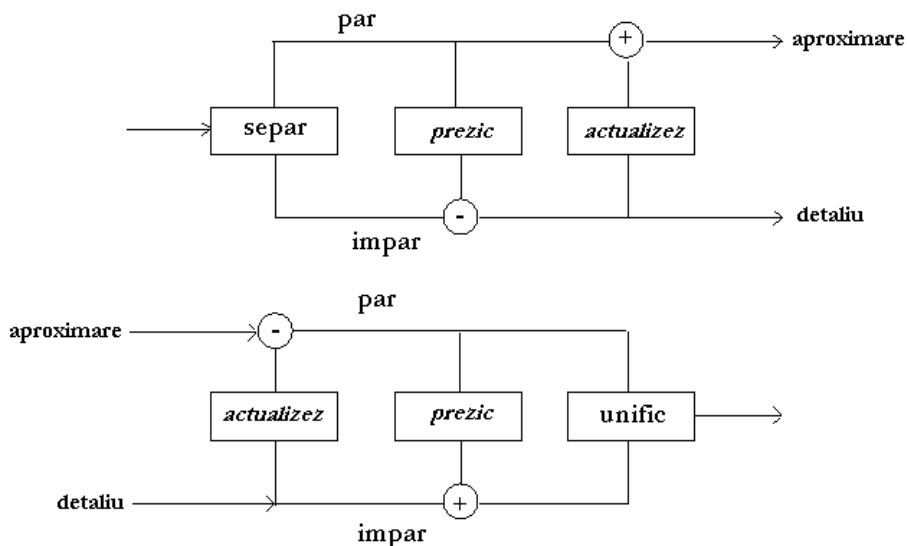 par
+
aproximare
separ
prezic
actualizez
-
detaliu
impar
par
aproximare
-
actualizez
prezic
unific
detaliu
+
impar